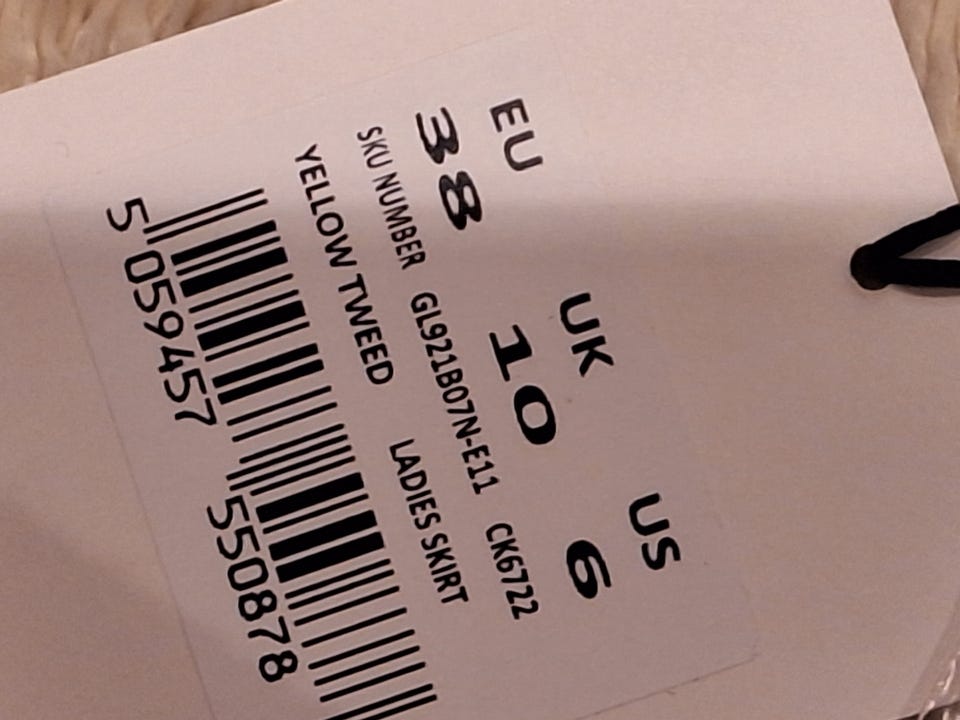 EU UK US
38 10 6
SKU NUMBER GL921B07N-E11 CK6722
YELLOW TWEED LADIES SKIRT
5 059457 550878